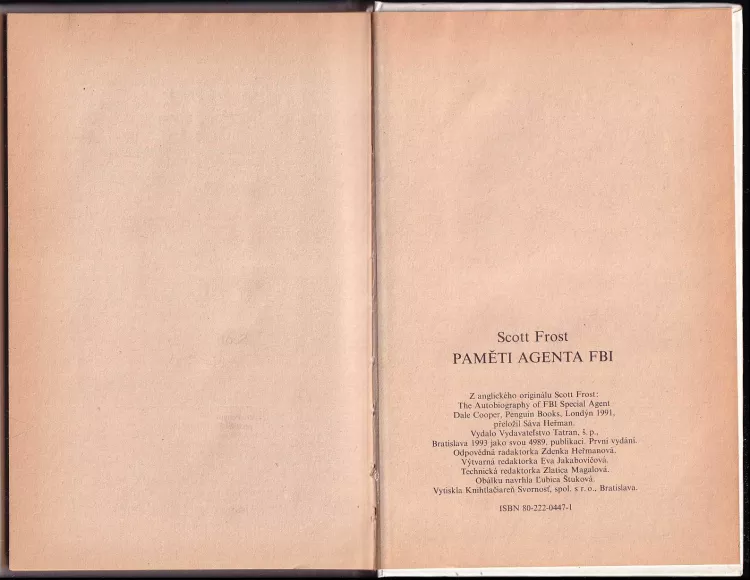 Scott Frost
PAMĚTI AGENTA FBI
Z anglického originálu Scott Frost:
The Autobiography of FBI Special Agent
Dale Cooper, Penguin Books, Londýn 1991,
přeložil Sáva Heřman.
Vydalo Vydavateľstvo Tatran, š. p.,
Bratislava 1993 jako svou 4989. publikaci. První vydání.
Odpovědná radaktorka Zdenka Heřmanová.
Výtvarná redaktorka Eva Jakabovičová.
Technická redaktorka Zlatica Magalová.
Obálku navrhla Ľubica Štuková.
Vytiskla Knihtlačiareň Svornosť, spol. s r. o., Bratislava.
ISBN 80-222-0447-1